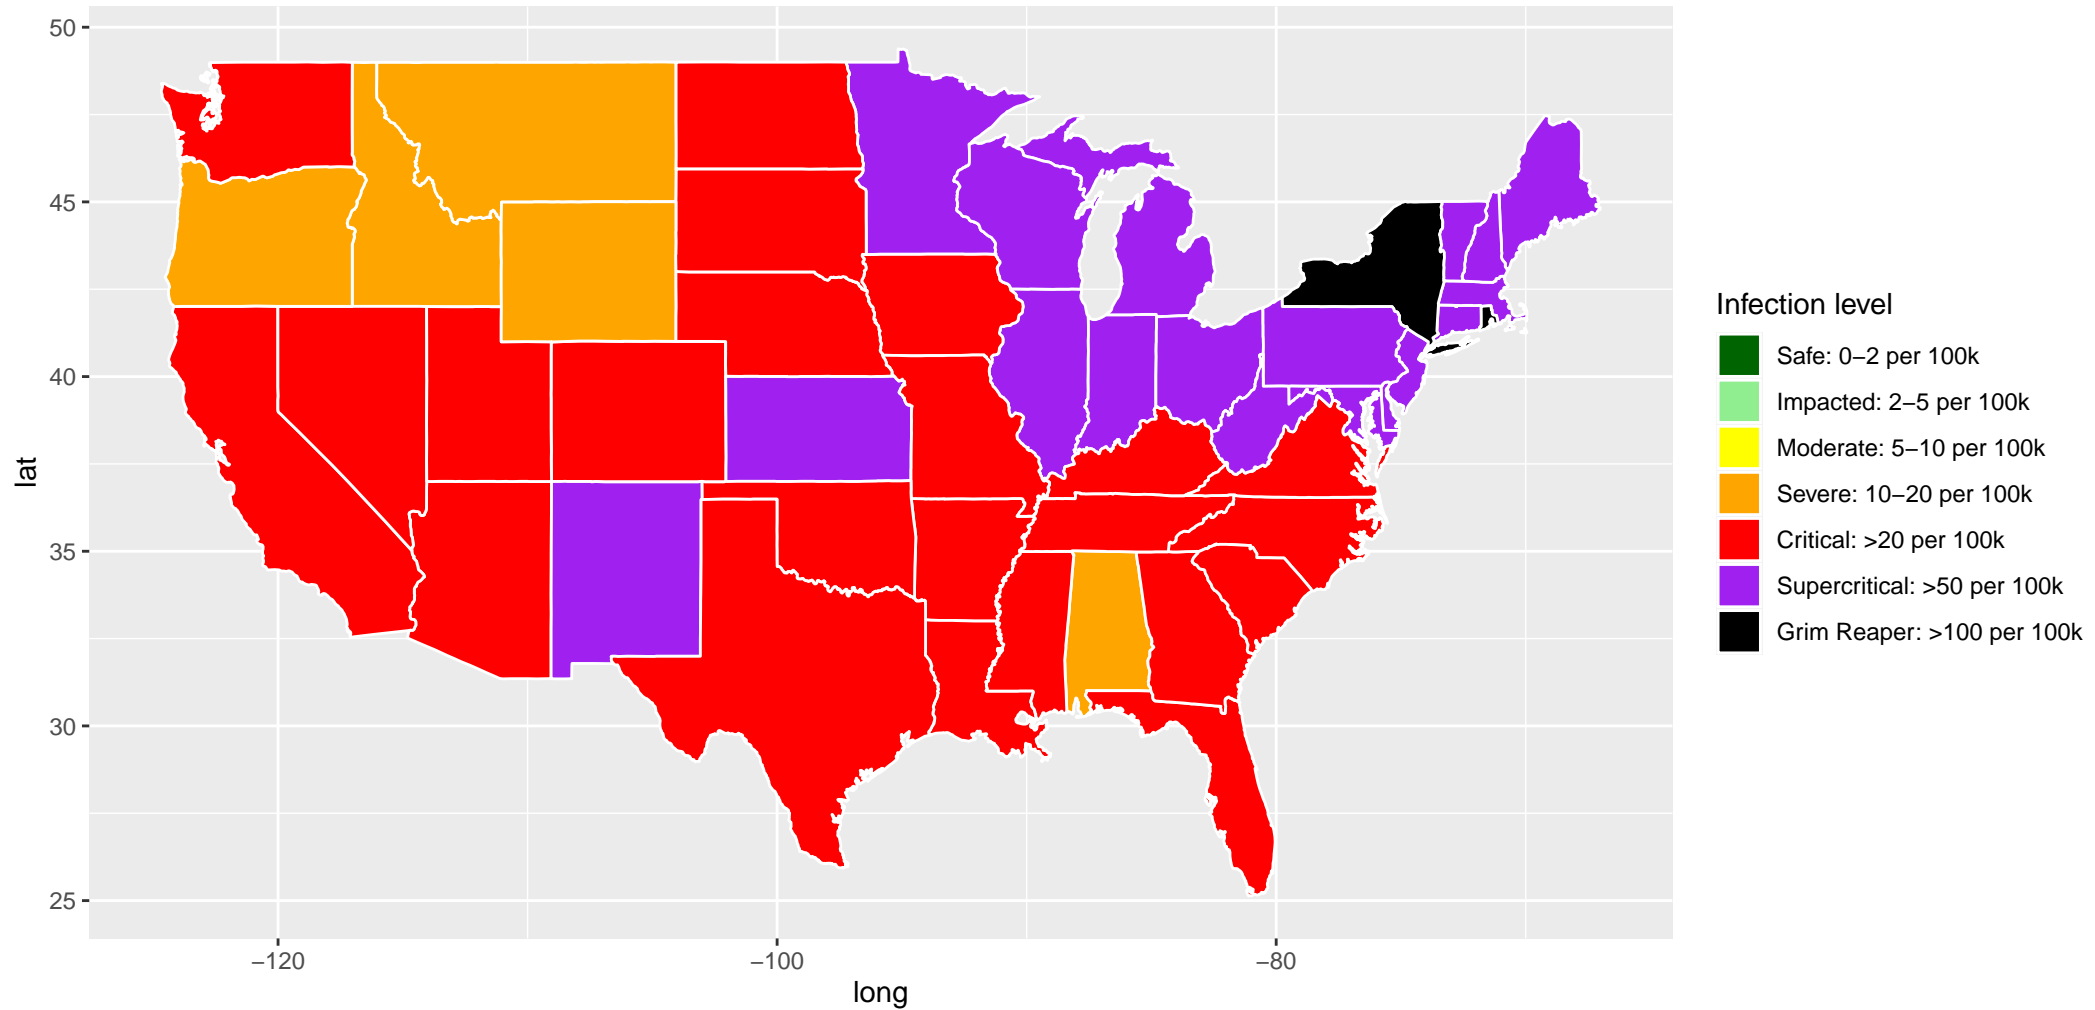 50
45
40
35
30
25
lat
−120
−100
−80
long
Infection level
Safe: 0−2 per 100k
Impacted: 2−5 per 100k
Moderate: 5−10 per 100k
Severe: 10−20 per 100k
Critical: >20 per 100k
Supercritical: >50 per 100k
Grim Reaper: >100 per 100k